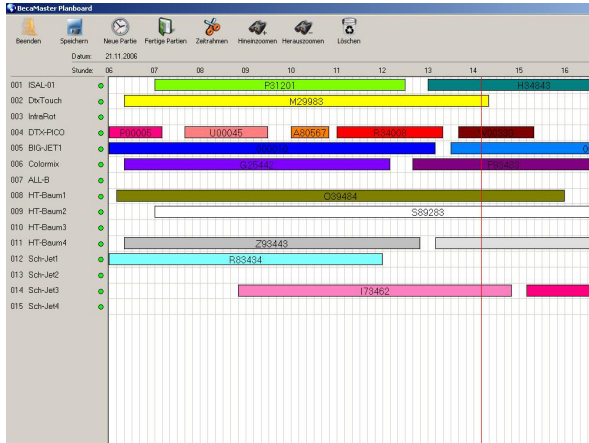 BecaMaster Planboard
Beenden Speichern Neue Partie Fertige Partien Zeitrahmen Hineinzoomen Herauszoomen Löschen
Datum: 21.11.2006
Stunde: 06 07 08 09 10 11 12 13 14 15 16
001 ISAL-01 P31201 H34843
002 DtxTouch M29983
003 InfraRot
004 DTX-PICO P00005 U00045 A80567 R34008
005 BIG-JET1
006 Colormix G35442
007 ALL-B
008 HT-Baum1 O39484
009 HT-Baum2 S89283
010 HT-Baum3
011 HT-Baum4 Z93443
012 Sch-Jet1 R83434
013 Sch-Jet2
014 Sch-Jet3 I73462
015 Sch-Jet4